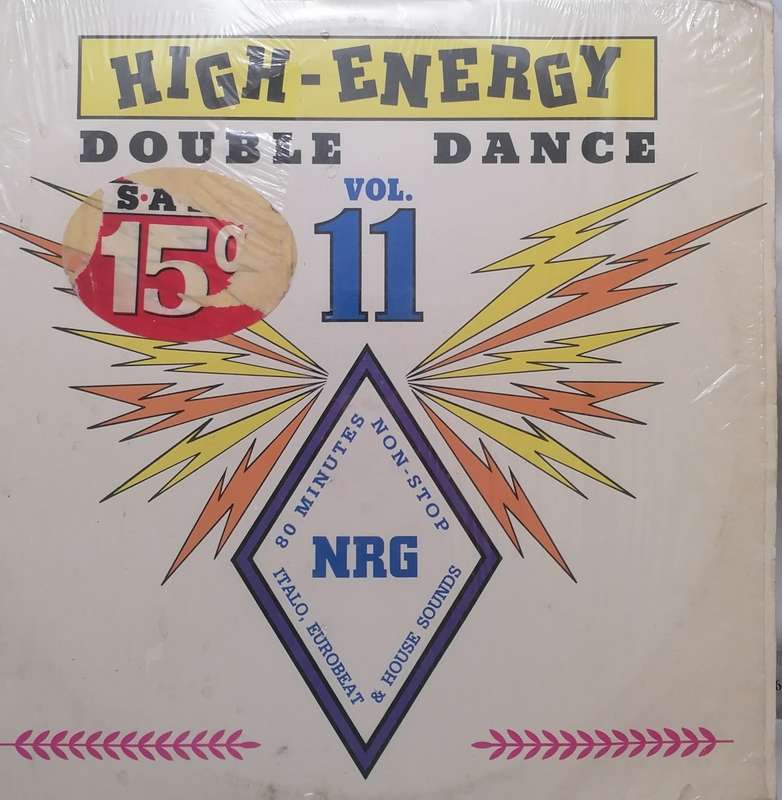 HIGH-ENERGY
DOUBLE DANCE
VOL.
11
S·A
15
80 MINUTES NON-STOP
NRG
ITALO, EUROBEAT & HOUSE SOUNDS